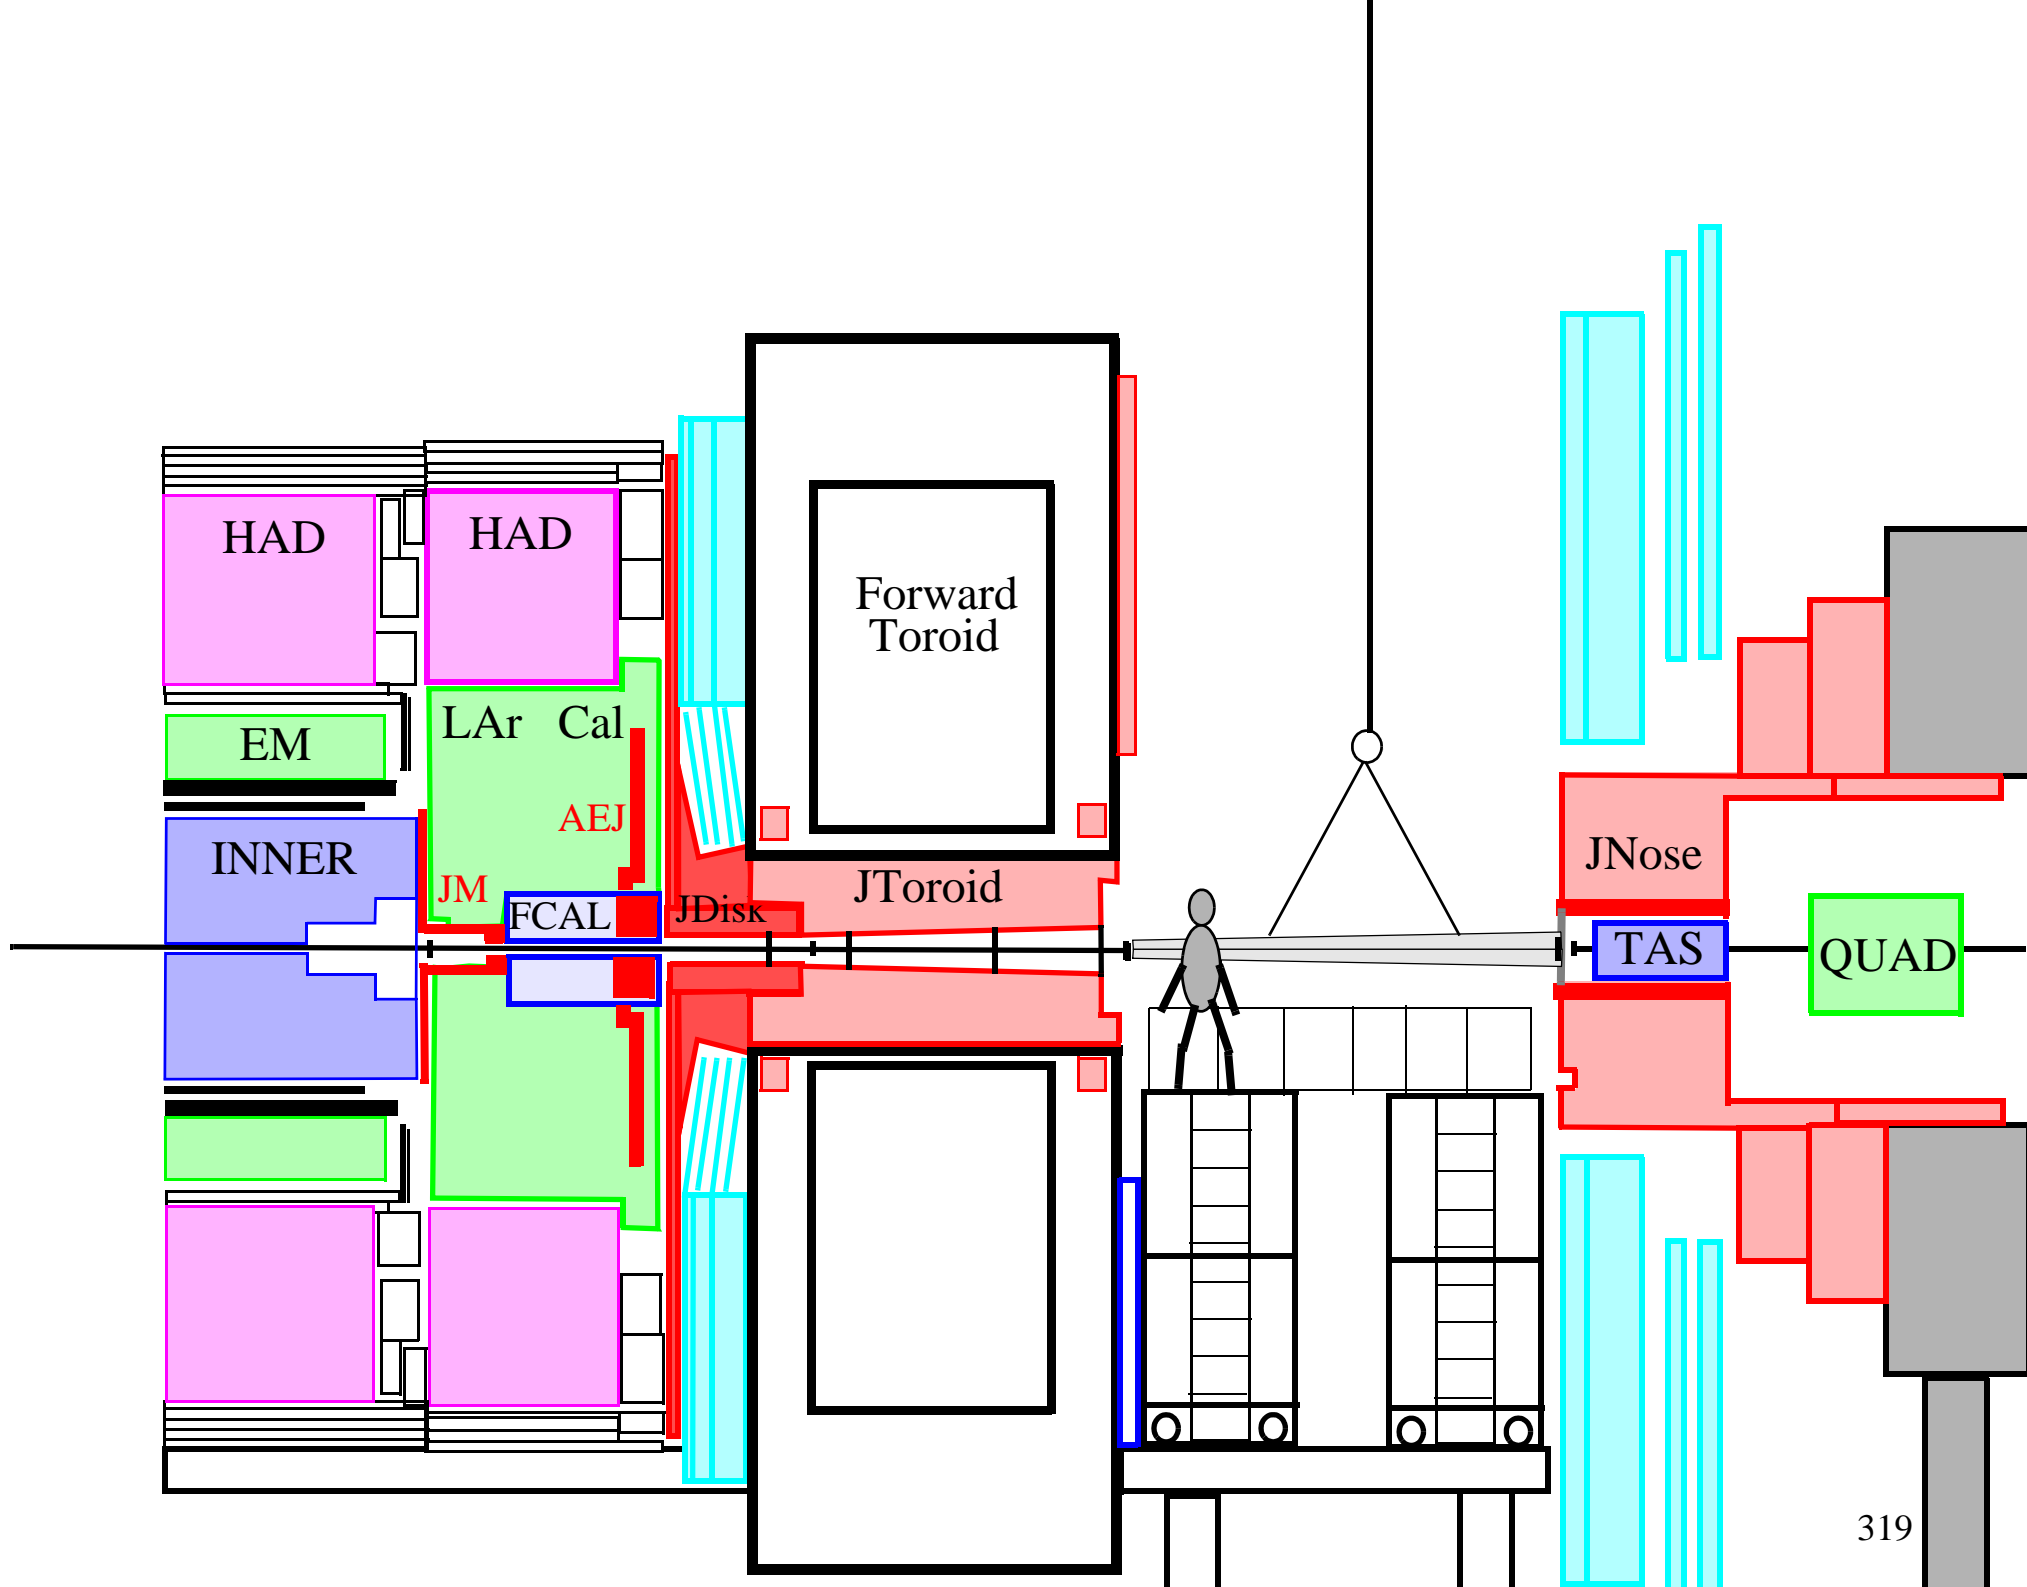 HAD
HAD
Forward
Toroid
LAr Cal
EM
AEJ
INNER
JM
FCAL
JDisk
JToroid
JNose
TAS
QUAD
319